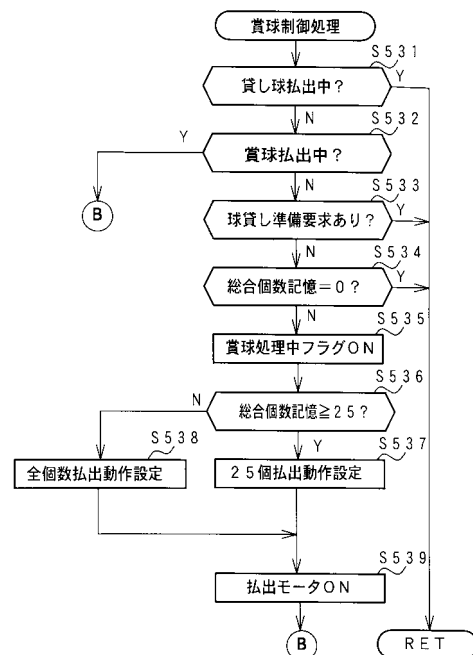 賞球制御処理
S531
貸し球払出中？
Y
N
S532
Y
賞球払出中？
N
B
S533
球貸し準備要求あり？
Y
N
S534
総合個数記憶＝0？
Y
N
S535
賞球処理中フラグON
S536
N
総合個数記憶≧25？
S538
Y
S537
全個数払出動作設定
25個払出動作設定
S539
払出モータON
B
RET